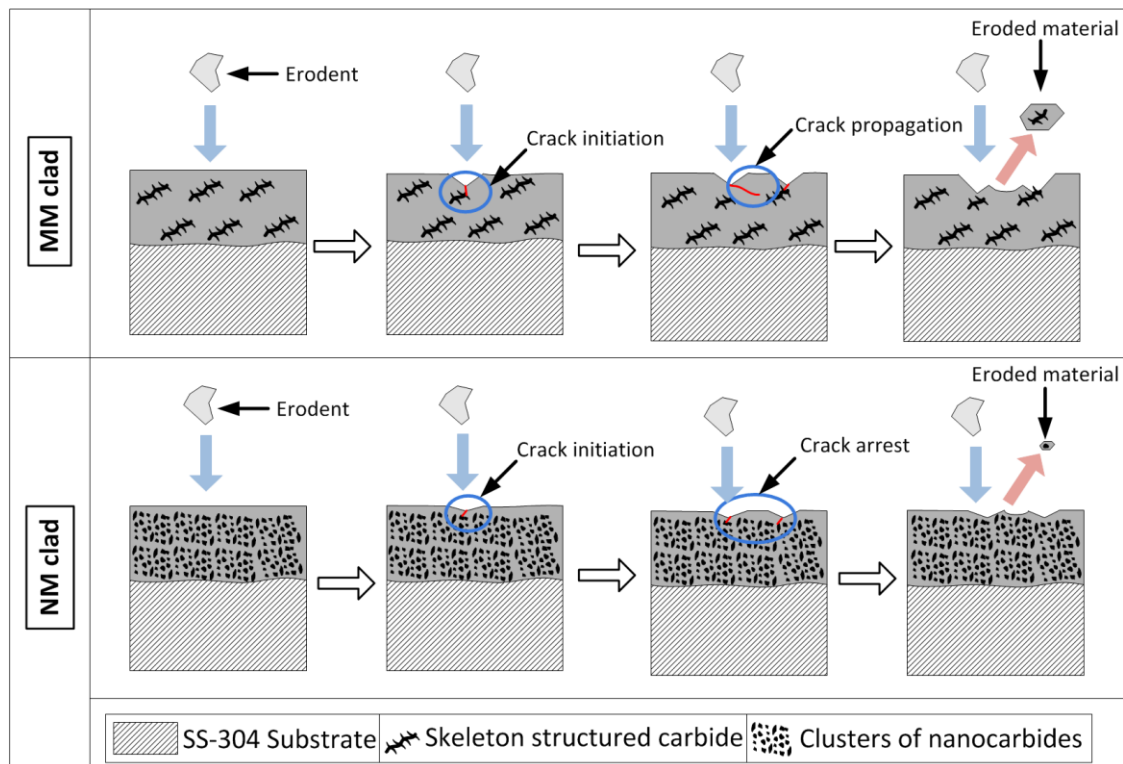 MM clad
Erodent
Crack initiation
Crack propagation
Eroded material
NM clad
Erodent
Crack initiation
Crack arrest
Eroded material
SS-304 Substrate
Skeleton structured carbide
Clusters of nanocarbides